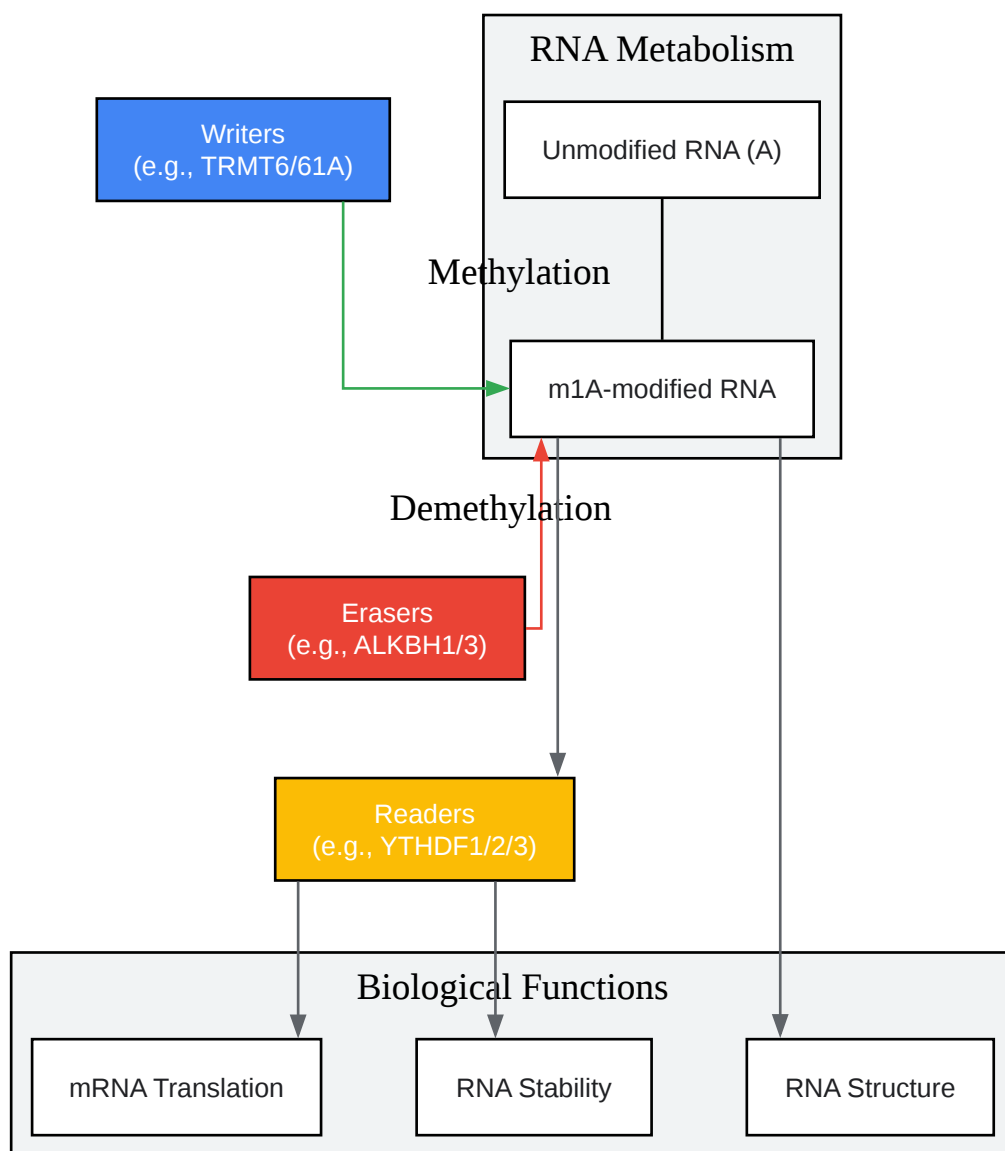 RNA Metabolism
Writers
(e.g., TRMT6/61A)
Unmodified RNA (A)
Methylation
m1A-modified RNA
Demethylation
Erasers
(e.g., ALKBH1/3)
Readers
(e.g., YTHDF1/2/3)
Biological Functions
mRNA Translation
RNA Stability
RNA Structure